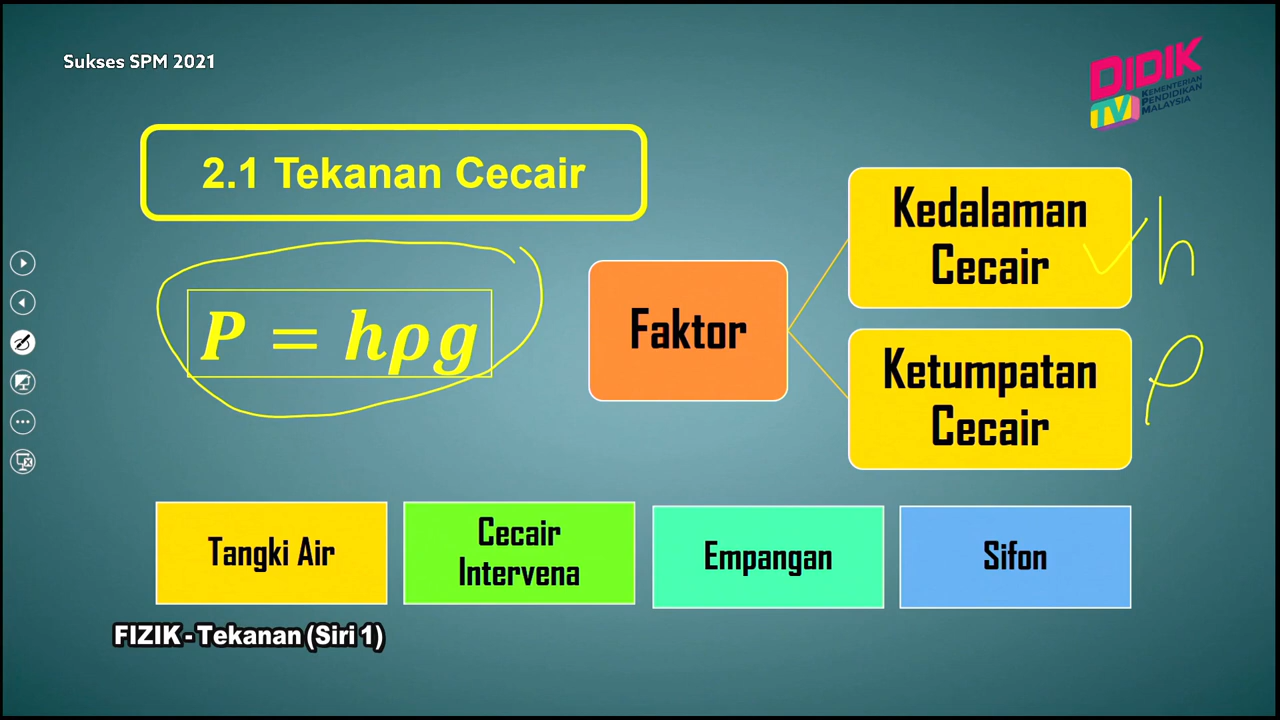 Sukses SPM 2021
DIDIK
TV
KEMENTERIAN
PENDIDIKAN
MALAYSIA
2.1 Tekanan Cecair
P = hρg
Faktor
Kedalaman
Cecair
h
Ketumpatan
Cecair
ρ
Tangki Air
Cecair
Intervena
Empangan
Sifon
FIZIK - Tekanan (Siri 1)